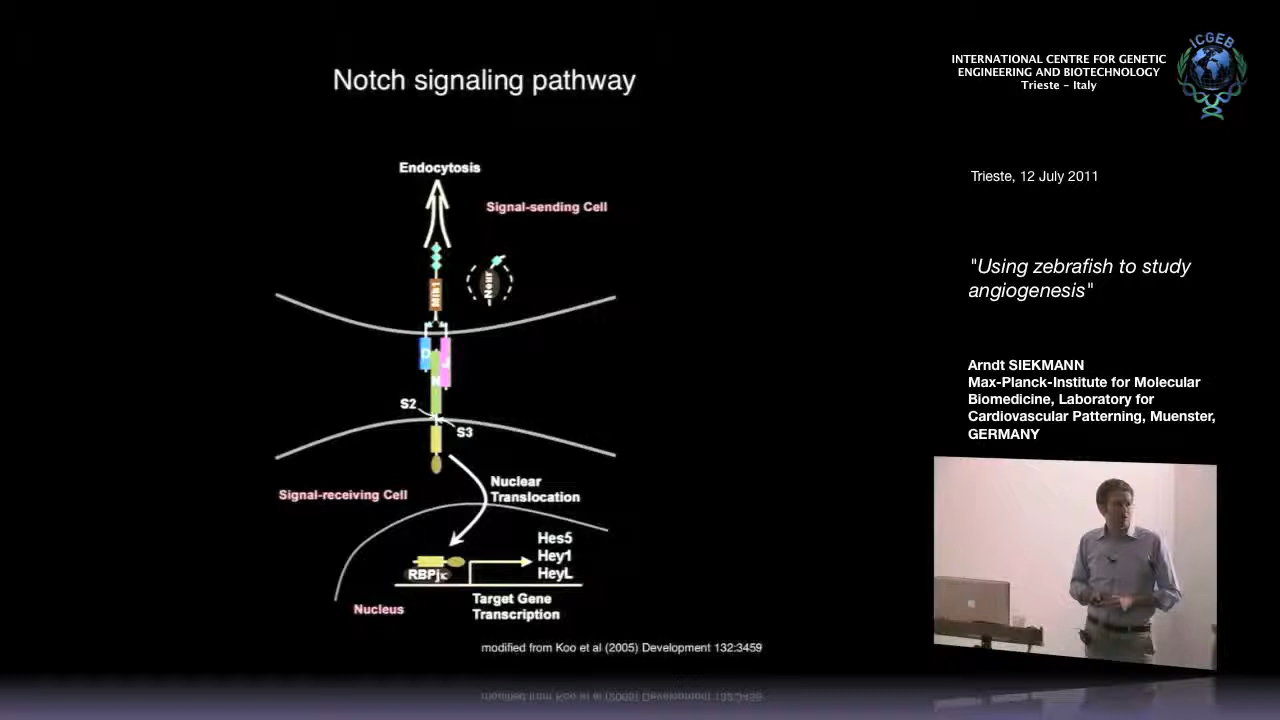 Notch signaling pathway
Endocytosis
Signal-sending Cell
Mib1
Neur
D
J
N
S2
S3
Nuclear
Translocation
Signal-receiving Cell
Hes5
Hey1
HeyL
RBPjκ
Target Gene
Transcription
Nucleus
modified from Koo et al (2005) Development 132:3459
INTERNATIONAL CENTRE FOR GENETIC
ENGINEERING AND BIOTECHNOLOGY
Trieste - Italy
ICGEB
Trieste, 12 July 2011
"Using zebrafish to study
angiogenesis"
Arndt SIEKMANN
Max-Planck-Institute for Molecular
Biomedicine, Laboratory for
Cardiovascular Patterning, Muenster,
GERMANY